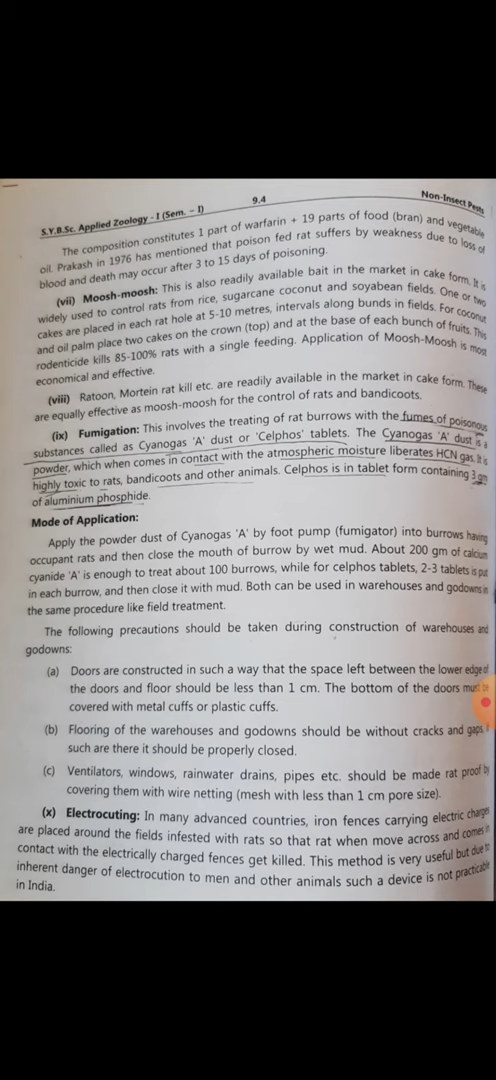 S.Y.B.Sc. Applied Zoology - I (Sem. - I)
9.4
Non-Insect Pests
The composition constitutes 1 part of warfarin + 19 parts of food (bran) and vegetable
oil. Prakash in 1976 has mentioned that poison fed rat suffers by weakness due to loss of
blood and death may occur after 3 to 15 days of poisoning.
(vii) Moosh-moosh: This is also readily available bait in the market in cake form. It is
widely used to control rats from rice, sugarcane coconut and soyabean fields. One or two
cakes are placed in each rat hole at 5-10 metres, intervals along bunds in fields. For coconut
and oil palm place two cakes on the crown (top) and at the base of each bunch of fruits. This
rodenticide kills 85-100% rats with a single feeding. Application of Moosh-Moosh is most
economical and effective.
(viii) Ratoon, Mortein rat kill etc. are readily available in the market in cake form. These
are equally effective as moosh-moosh for the control of rats and bandicoots.
(ix) Fumigation: This involves the treating of rat burrows with the fumes of poisonous
substances called as Cyanogas 'A' dust or 'Celphos' tablets. The Cyanogas 'A' dust is a
powder, which when comes in contact with the atmospheric moisture liberates HCN gas. It is
highly toxic to rats, bandicoots and other animals. Celphos is in tablet form containing 3 gm
of aluminium phosphide.
Mode of Application:
Apply the powder dust of Cyanogas 'A' by foot pump (fumigator) into burrows having
occupant rats and then close the mouth of burrow by wet mud. About 200 gm of calcium
cyanide 'A' is enough to treat about 100 burrows, while for celphos tablets, 2-3 tablets is put
in each burrow, and then close it with mud. Both can be used in warehouses and godowns in
the same procedure like field treatment.
The following precautions should be taken during construction of warehouses and
godowns:
(a) Doors are constructed in such a way that the space left between the lower edge of
the doors and floor should be less than 1 cm. The bottom of the doors must be
covered with metal cuffs or plastic cuffs.
(b) Flooring of the warehouses and godowns should be without cracks and gaps,
such are there it should be properly closed.
(c) Ventilators, windows, rainwater drains, pipes etc. should be made rat proof by
covering them with wire netting (mesh with less than 1 cm pore size).
(x) Electrocuting: In many advanced countries, iron fences carrying electric charges
are placed around the fields infested with rats so that rat when move across and comes in
contact with the electrically charged fences get killed. This method is very useful but due to
inherent danger of electrocution to men and other animals such a device is not practicable
in India.